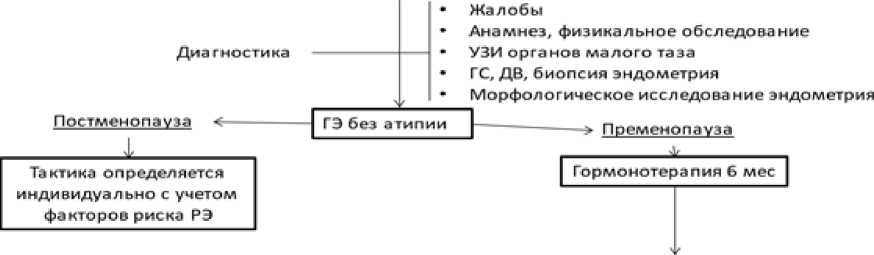 • Жалобы
• Анамнез, физикальное обследование
Диагностика
• УЗИ органов малого таза
• ГС, ДВ, биопсия эндометрия
• Морфологическое исследование эндометрия
Постменопауза
ГЭ без атипии
Пременопауза
Тактика определяется
индивидуально с учетом
факторов риска РЭ
Гормонотерапия 6 мес